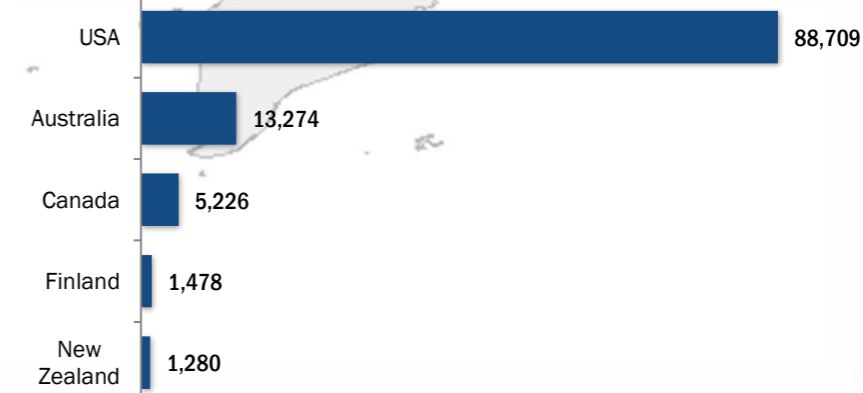 USA 88,709
Australia 13,274
Canada 5,226
Finland 1,478
New
Zealand 1,280